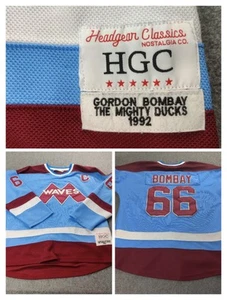 Headgear Classics
NOSTALGIA CO.
HGC
GORDON BOMBAY
THE MIGHTY DUCKS
1992
WAVES
BOMBAY
66